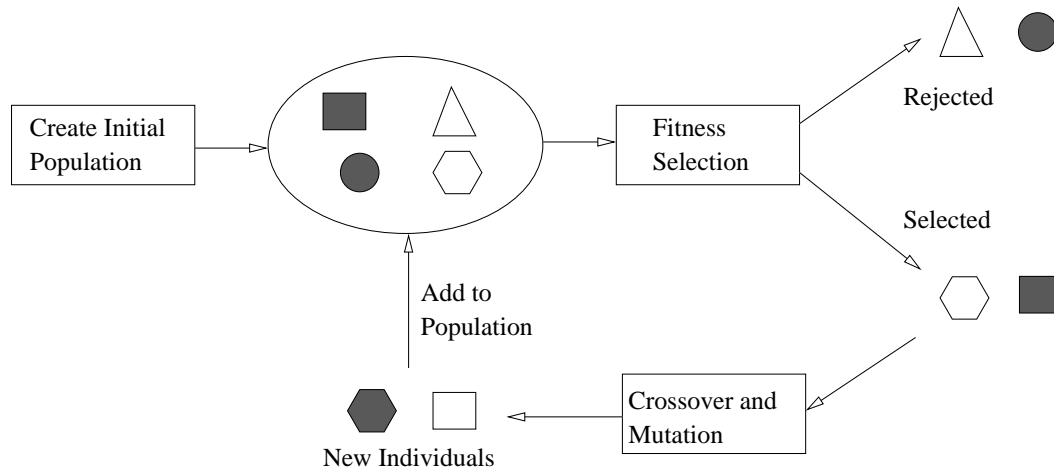 Create Initial
Population
Fitness
Selection
Rejected
Selected
Add to
Population
Crossover and
Mutation
New Individuals